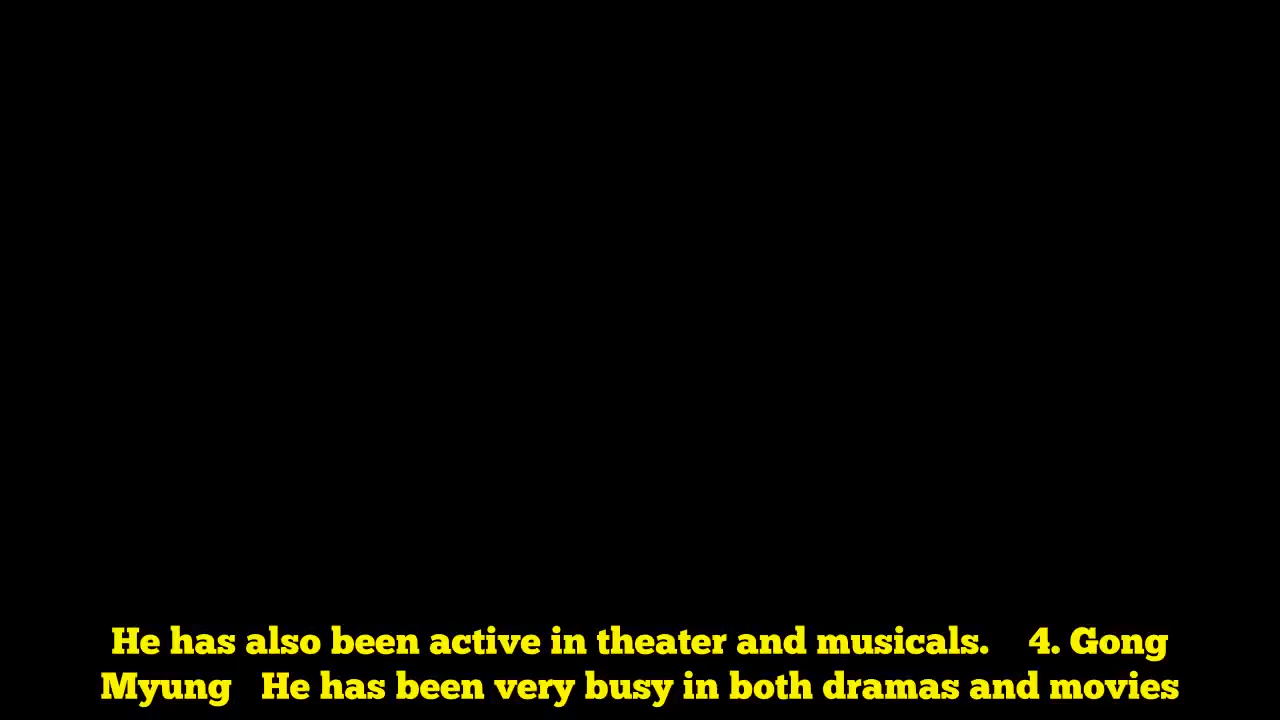 He has also been active in theater and musicals. 4. Gong
Myung He has been very busy in both dramas and movies